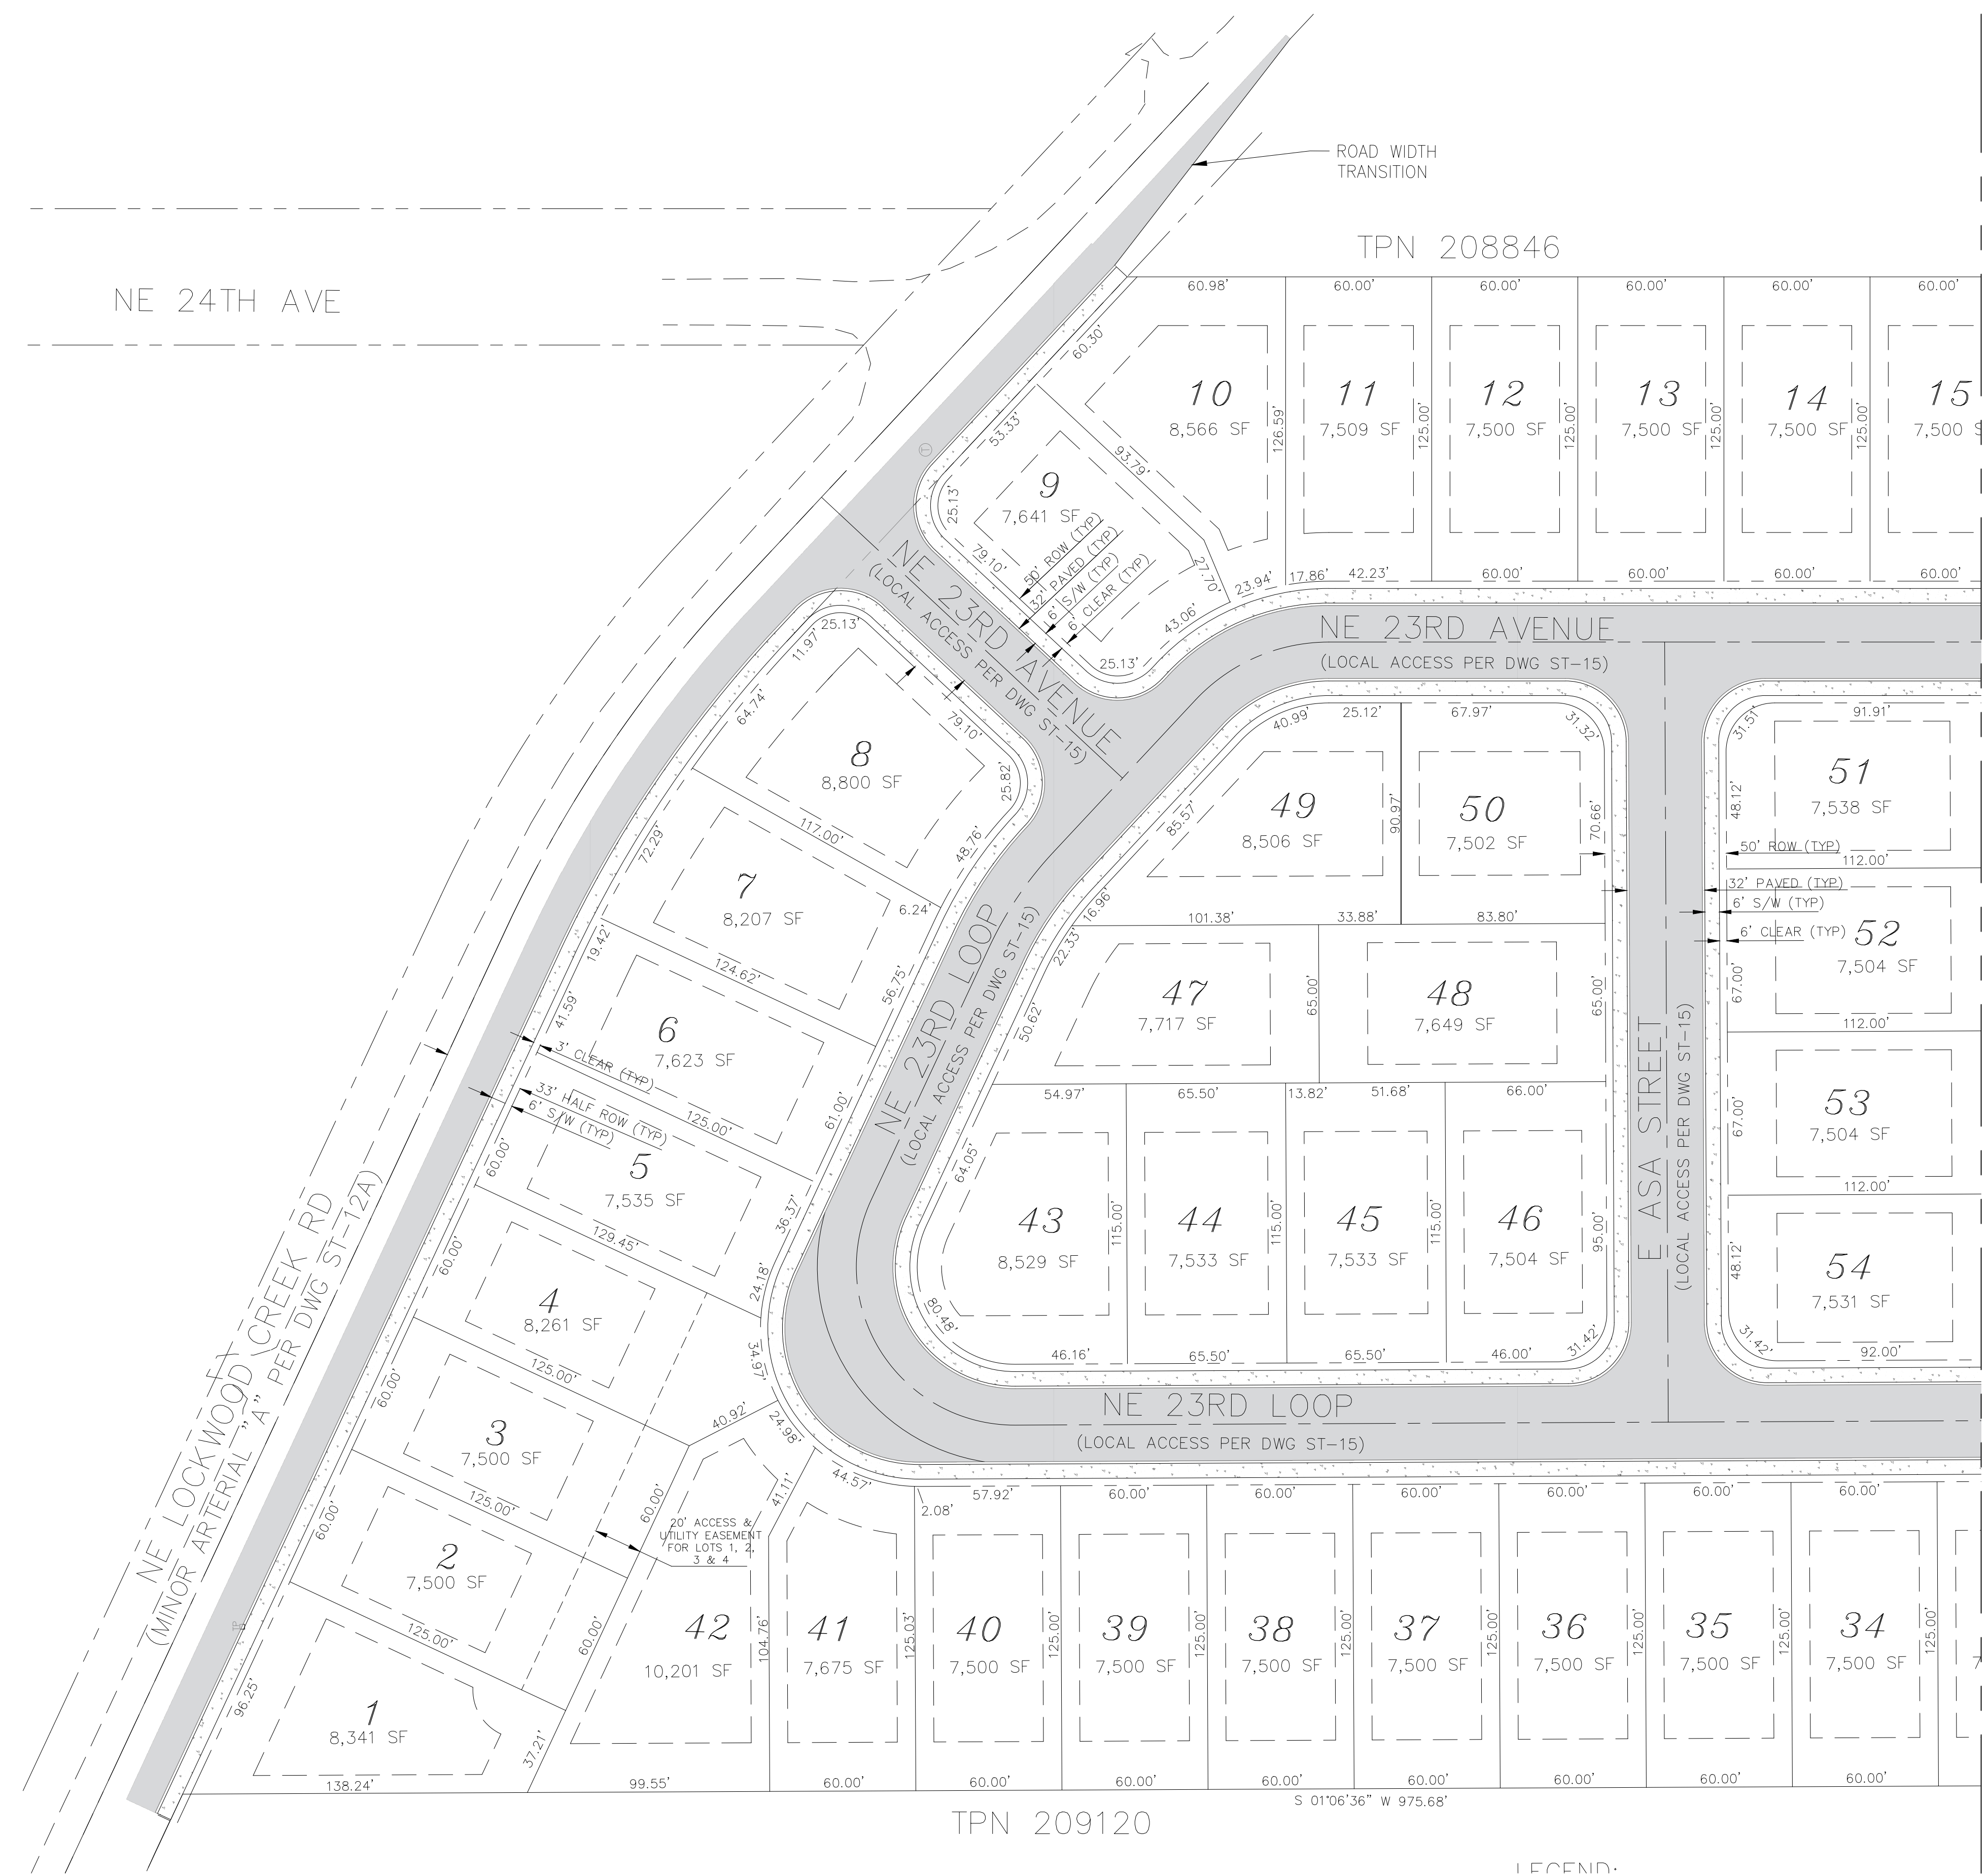 ROAD WIDTH
TRANSITION
TPN 208846
NE 24TH AVE
60.98'
60.00'
60.00'
60.00'
60.00'
60.00'
60.30'
10
8,566 SF
126.59'
11
7,509 SF
125.00'
12
7,500 SF
125.00'
13
7,500 SF
125.00'
14
7,500 SF
125.00'
15
7,500 S
53.33'
93.79'
9
7,641 SF
25.13'
79.10'
50' ROW (TYP)
32' PAVED (TYP)
6' S/W (TYP)
6' CLEAR (TYP)
27.70'
43.06'
25.13'
23.94'
17.86'
42.23'
60.00'
60.00'
60.00'
60.00'
NE 23RD AVENUE
(LOCAL ACCESS PER DWG ST-15)
NE 23RD AVENUE
(LOCAL ACCESS PER DWG ST-15)
25.13'
11.97'
64.74'
79.10'
8
8,800 SF
25.82'
117.00'
48.76'
72.29'
7
8,207 SF
6.24'
19.42'
124.62'
56.75'
41.59'
6
7,623 SF
3' CLEAR (TYP)
33' HALF ROW (TYP)
6' S/W (TYP)
125.00'
61.00'
60.00'
5
7,535 SF
129.45'
36.37'
24.18'
60.00'
4
8,261 SF
125.00'
34.97'
60.00'
3
7,500 SF
125.00'
40.92'
24.98'
60.00'
60.00'
2
7,500 SF
125.00'
60.00'
20' ACCESS &
UTILITY EASEMENT
FOR LOTS 1, 2,
3 & 4
96.25'
1
8,341 SF
37.21'
138.24'
NE LOCKWOOD CREEK RD
(MINOR ARTERIAL "A" PER DWG ST-12A)
NE 23RD LOOP
(LOCAL ACCESS PER DWG ST-15)
40.99'
25.12'
67.97'
31.32'
85.57'
49
8,506 SF
90.97'
50
7,502 SF
70.66'
16.96'
101.38'
33.88'
83.80'
22.33'
50.62'
47
7,717 SF
65.00'
48
7,649 SF
65.00'
54.97'
65.50'
13.82'
51.68'
66.00'
64.05'
43
8,529 SF
115.00'
44
7,533 SF
115.00'
45
7,533 SF
115.00'
46
7,504 SF
95.00'
80.48'
46.16'
65.50'
65.50'
46.00'
31.42'
E ASA STREET
(LOCAL ACCESS PER DWG ST-15)
31.51'
91.91'
51
7,538 SF
48.12'
50' ROW (TYP)
112.00'
32' PAVED (TYP)
6' S/W (TYP)
6' CLEAR (TYP)
52
7,504 SF
67.00'
112.00'
53
7,504 SF
67.00'
112.00'
54
7,531 SF
48.12'
31.42'
92.00'
NE 23RD LOOP
(LOCAL ACCESS PER DWG ST-15)
44.57'
41.11'
2.08'
57.92'
60.00'
60.00'
60.00'
60.00'
60.00'
60.00'
42
10,201 SF
104.76'
41
7,675 SF
125.03'
40
7,500 SF
125.00'
39
7,500 SF
125.00'
38
7,500 SF
125.00'
37
7,500 SF
125.00'
36
7,500 SF
125.00'
35
7,500 SF
125.00'
34
7,500 SF
125.00'
99.55'
60.00'
60.00'
60.00'
60.00'
60.00'
60.00'
60.00'
60.00'
S 01°06'36" W 975.68'
TPN 209120
LEGEND: